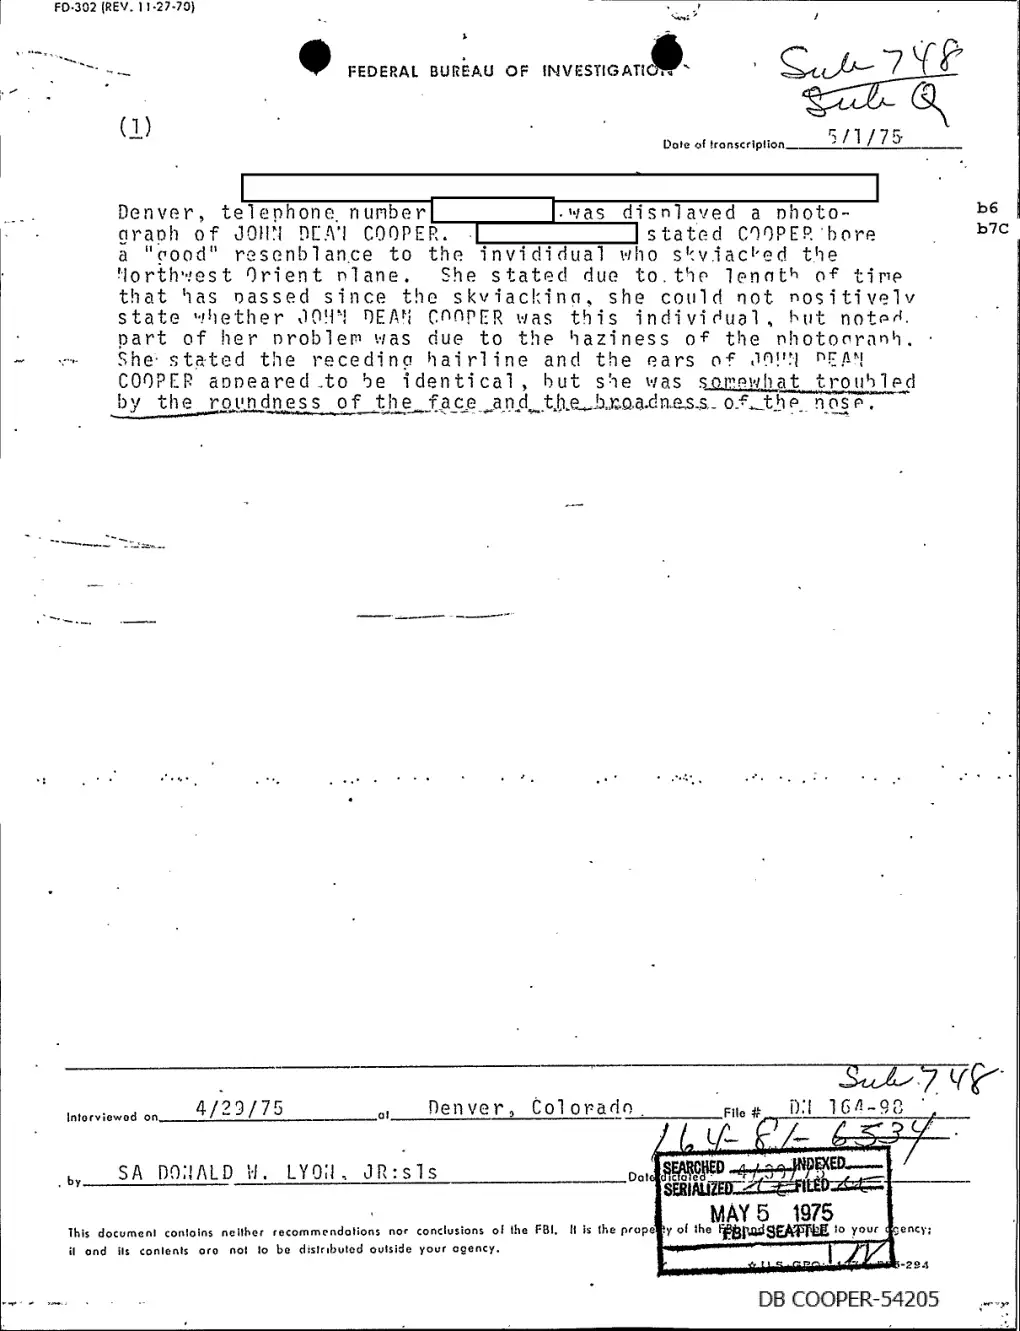 FD-302 (REV. 11-27-70)
FEDERAL BUREAU OF INVESTIGATION
Sub 748
Sub Q
(1)
Date of transcription 5/1/75
Denver, telephone number was displayed a photo-
graph of JOHN DEAN COOPER. stated COOPER bore
a "good" resenblance to the invididual who skyjacked the
Northwest Orient plane. She stated due to the length of time
that has passed since the skyjacking, she could not positively
state whether JOHN DEAN COOPER was this individual, but noted
part of her problem was due to the haziness of the photograph.
She stated the receding hairline and the ears of JOHN DEAN
COOPER appeared to be identical, but she was somewhat troubled
by the roundness of the face and the broadness of the nose.
b6
b7C
Sub 748
Interviewed on 4/29/75 at Denver, Colorado File # DN 164-98
164-81-6534
by SA DONALD W. LYON, JR:sls Date dictated 4/30/75
SEARCHED INDEXED
SERIALIZED FILED
MAY 5 1975
FBI - SEATTLE
This document contains neither recommendations nor conclusions of the FBI. It is the property of the FBI and is loaned to your agency;
it and its contents are not to be distributed outside your agency.
DB COOPER-54205